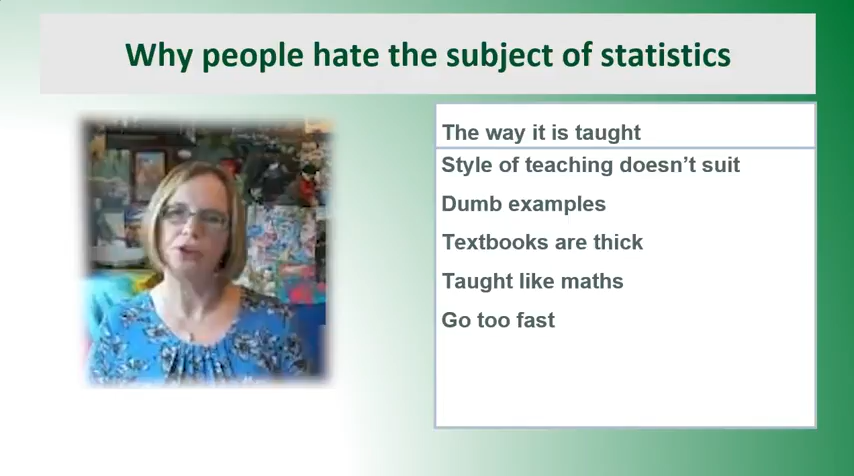 Why people hate the subject of statistics
The way it is taught
Style of teaching doesn’t suit
Dumb examples
Textbooks are thick
Taught like maths
Go too fast